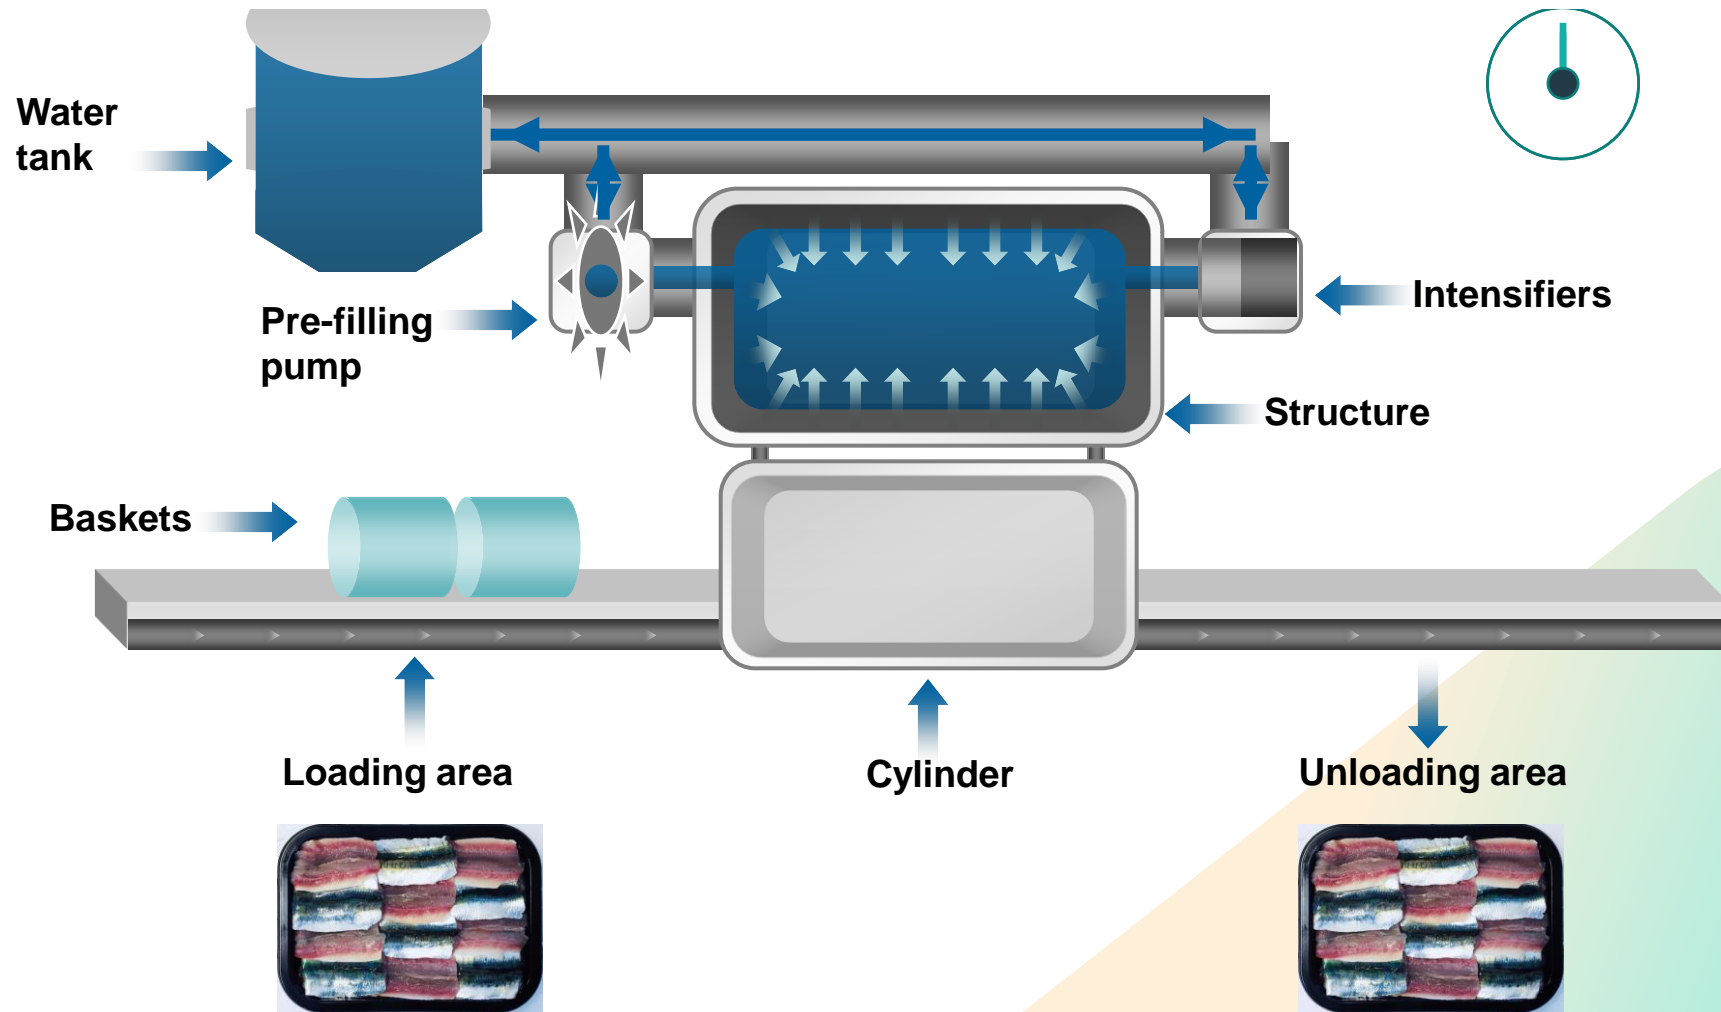 Water
tank
Pre-filling
pump
Intensifiers
Structure
Baskets
Loading area
Cylinder
Unloading area